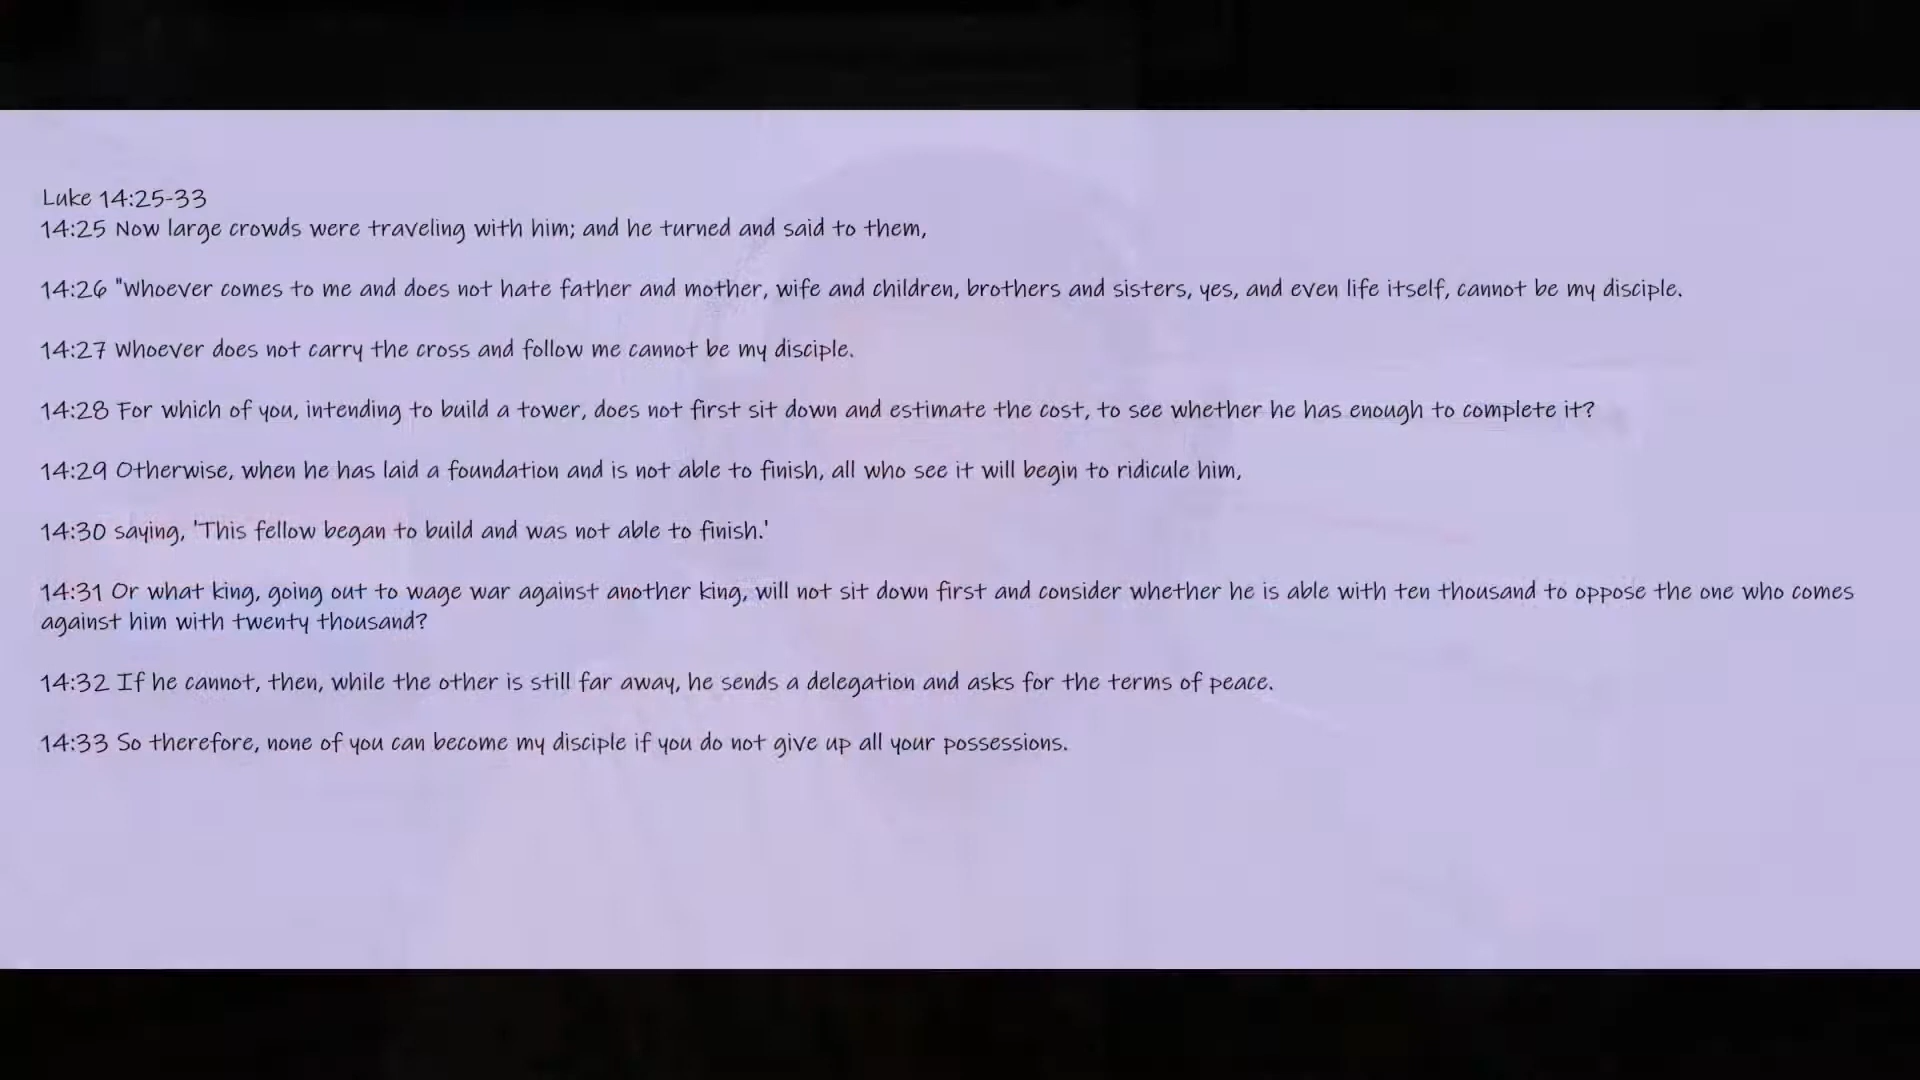 Luke 14:25-33
14:25 Now large crowds were traveling with him; and he turned and said to them,
14:26 "Whoever comes to me and does not hate father and mother, wife and children, brothers and sisters, yes, and even life itself, cannot be my disciple.
14:27 Whoever does not carry the cross and follow me cannot be my disciple.
14:28 For which of you, intending to build a tower, does not first sit down and estimate the cost, to see whether he has enough to complete it?
14:29 Otherwise, when he has laid a foundation and is not able to finish, all who see it will begin to ridicule him,
14:30 saying, 'This fellow began to build and was not able to finish.'
14:31 Or what king, going out to wage war against another king, will not sit down first and consider whether he is able with ten thousand to oppose the one who comes
against him with twenty thousand?
14:32 If he cannot, then, while the other is still far away, he sends a delegation and asks for the terms of peace.
14:33 So therefore, none of you can become my disciple if you do not give up all your possessions.